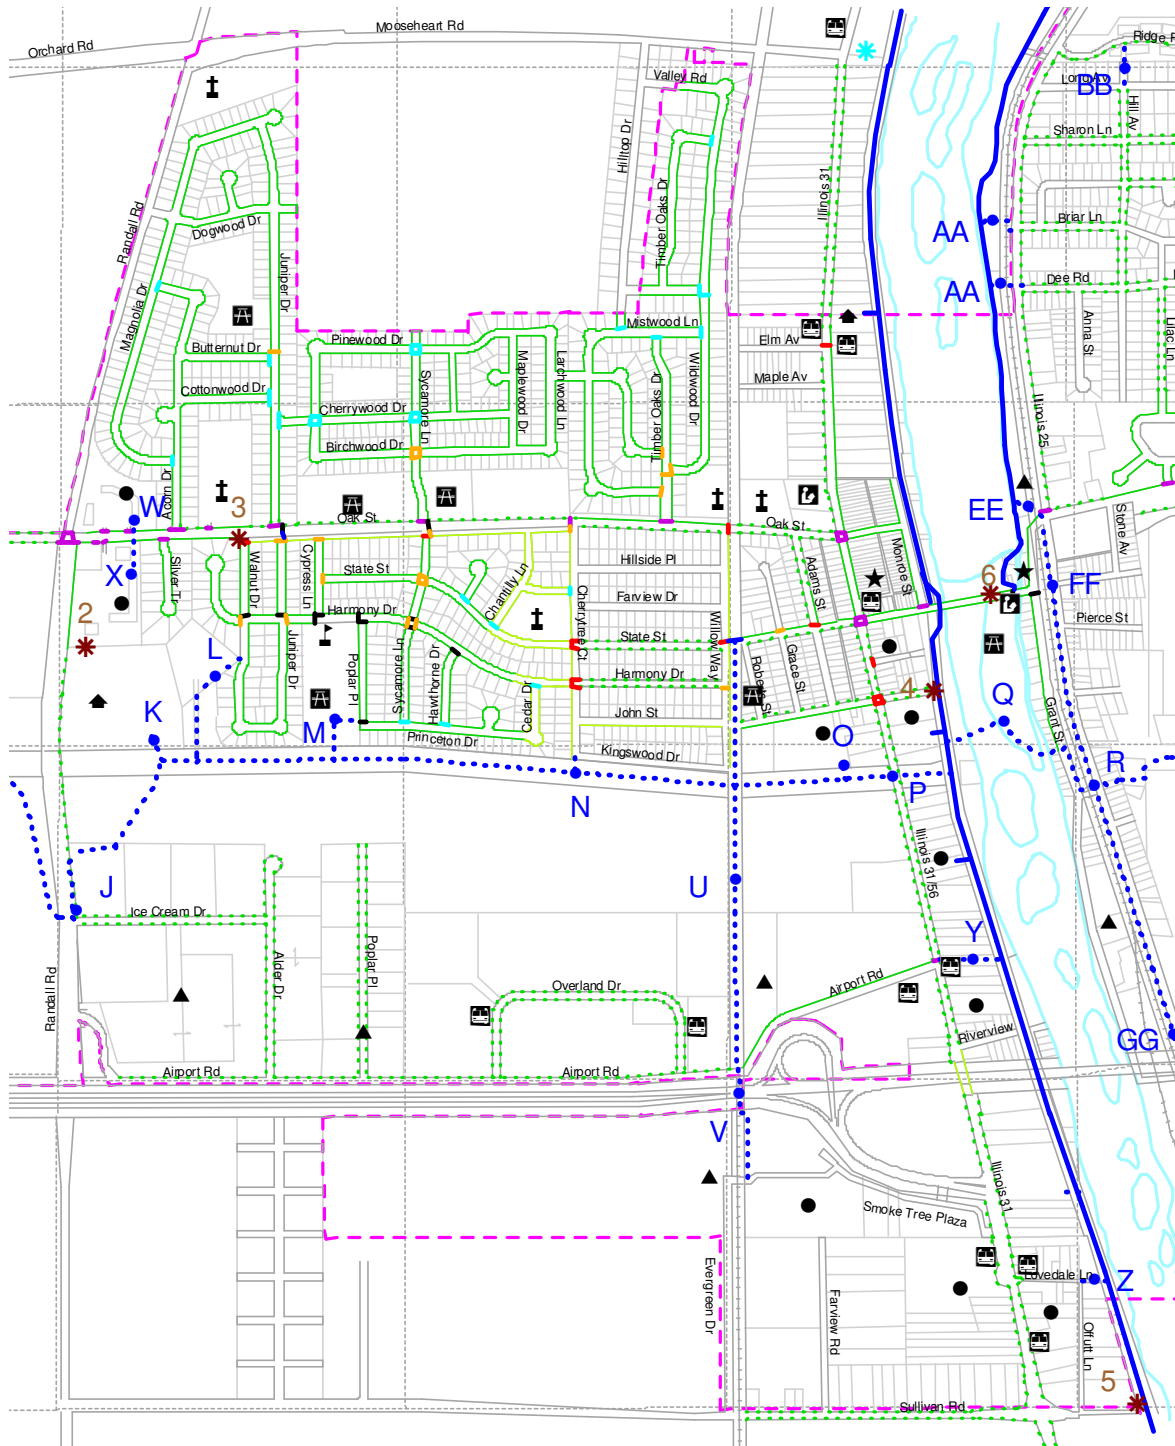 Mooseheart Rd
Orchard Rd
Ridge R
Valley Rd
Long Av
BB
Hill Av
Sharon Ln
Hilltop Dr
Illinois 31
Timber Oaks Dr
Randall Rd
Dogwood Dr
Briar Ln
AA
Juniper Dr
Dee Rd
AA
Magnolia Dr
Mistwood Ln
Anna St
Lilac Ln
Pinewood Dr
Elm Av
Butternut Dr
Maple Av
Cottonwood Dr
Sycamore Ln
Maplewood Dr
Larchwood Ln
Timber Oaks Dr
Wildwood Dr
Cherrywood Dr
Illinois 25
Birchwood Dr
Acorn Dr
W
3
Oak St
Oak St
EE
Stone Av
Hillside Pl
Silver Tr
Walnut Dr
Cypress Ln
State St
Chantilly Ln
Adams St
Monroe St
X
6
FF
Farview Dr
Harmony Dr
Cherrytree Ct
Pierce St
2
State St
Willow Way
L
Juniper Dr
Poplar Pl
Sycamore Ln
Hawthorne Dr
Harmony Dr
Roberts St
Grace St
4
Cedar Dr
K
M
John St
Q
Grant St
Princeton Dr
Kingswood Dr
O
R
N
P
Illinois 31/56
J
U
Ice Cream Dr
Y
Randall Rd
Alder Dr
Poplar Pl
Airport Rd
Overland Dr
Riverview
GG
Airport Rd
Airport Rd
V
Illinois 31
Smoke Tree Plaza
Evergreen Dr
Lovedale Ln
Z
Farview Rd
Offutt Ln
5
Sullivan Rd